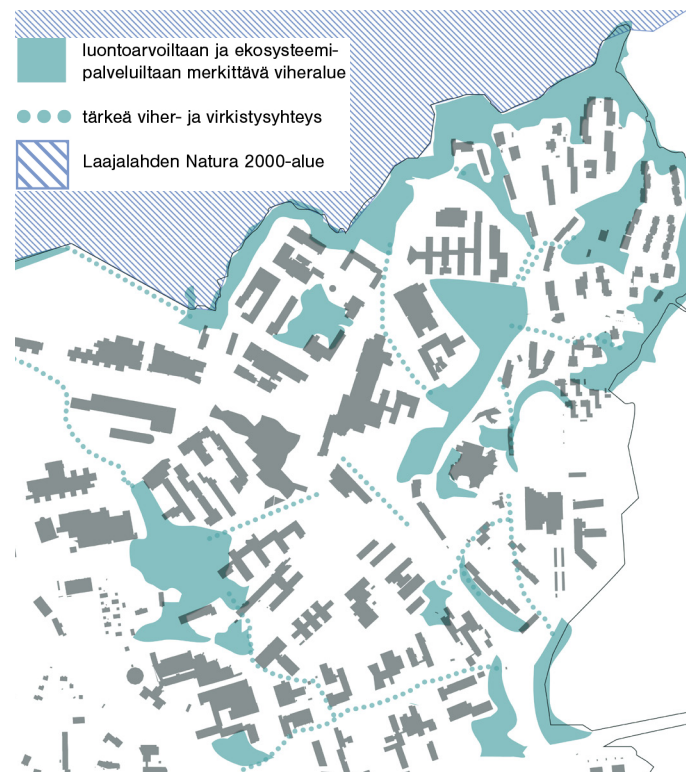 luontoarvoiltaan ja ekosysteemi-
palveluiltaan merkittävä viheralue
tärkeä viher- ja virkistysyhteys
Laajalahden Natura 2000-alue